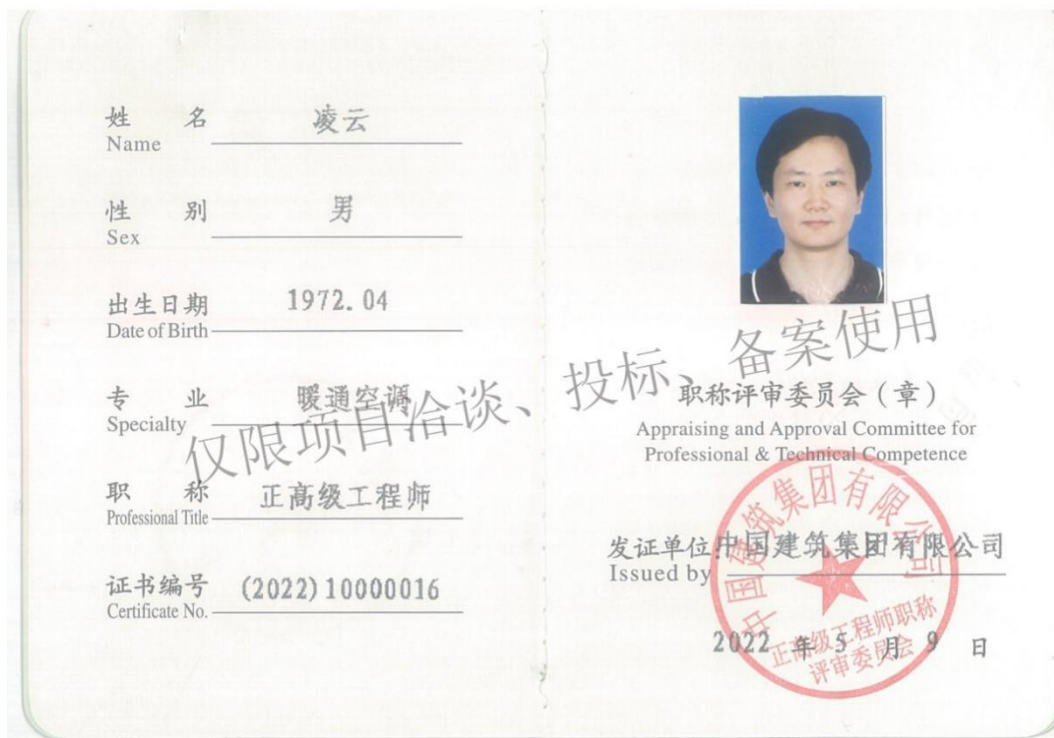 姓 名 凌云
Name
性 别 男
Sex
出生日期 1972.04
Date of Birth
专 业 暖通空调
Specialty
职 称 正高级工程师
Professional Title
证书编号 (2022)10000016
Certificate No.
仅限项目洽谈、投标、备案使用
职称评审委员会（章）
Appraising and Approval Committee for
Professional & Technical Competence
发证单位:中国建筑集团有限公司
Issued by
2022 年 5 月 9 日
中国建筑集团有限公司
正高级工程师职称
评审委员会